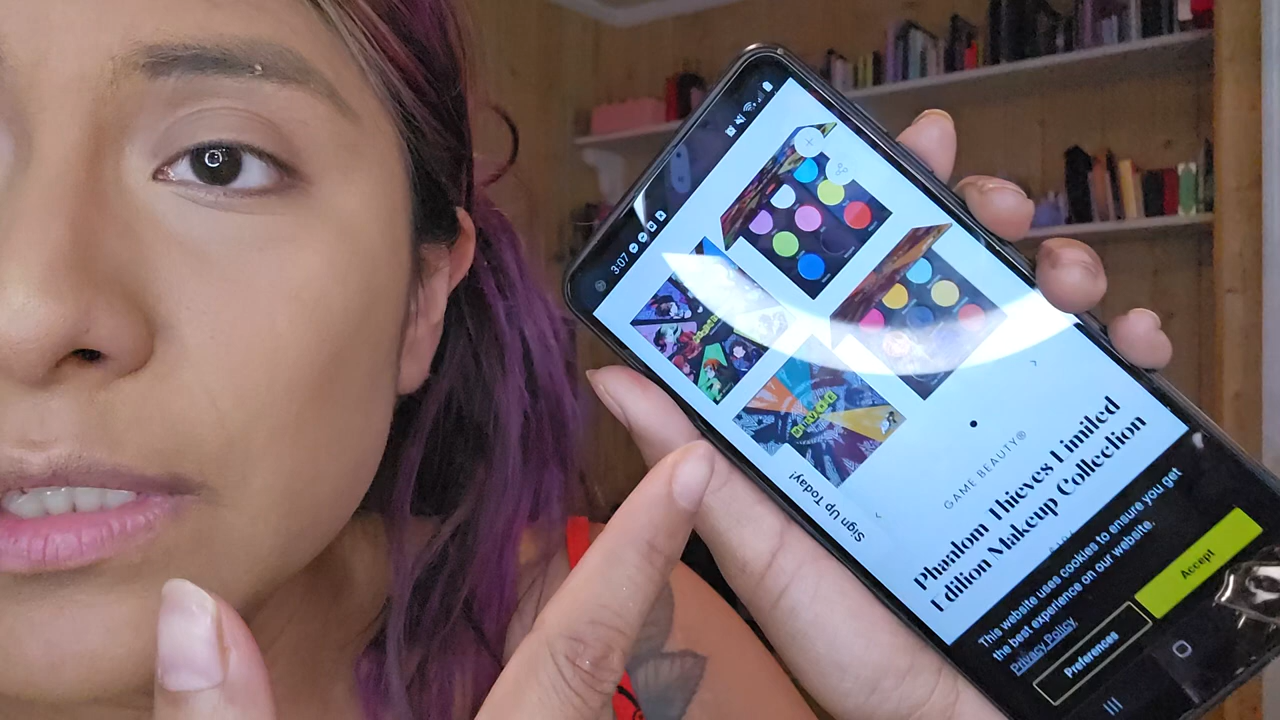 3:07
Sign Up Today!
GAME BEAUTY®
Phantom Thieves Limited
Edition Makeup Collection
This website uses cookies to ensure you get
the best experience on our website.
Privacy Policy.
Accept
Preferences